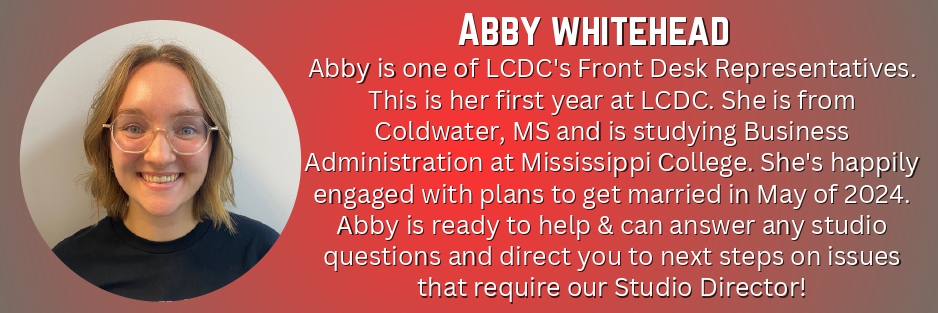 ABBY WHITEHEAD
Abby is one of LCDC's Front Desk Representatives.
This is her first year at LCDC. She is from
Coldwater, MS and is studying Business
Administration at Mississippi College. She's happily
engaged with plans to get married in May of 2024.
Abby is ready to help & can answer any studio
questions and direct you to next steps on issues
that require our Studio Director!